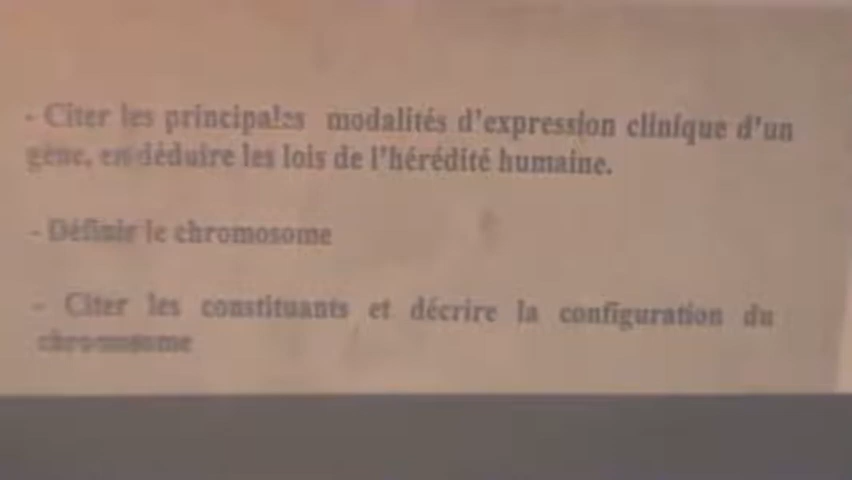 - Citer les principales modalités d'expression clinique d'un
gène, en déduire les lois de l'hérédité humaine.
- Définir le chromosome
- Citer les constituants et décrire la configuration du
chromosome